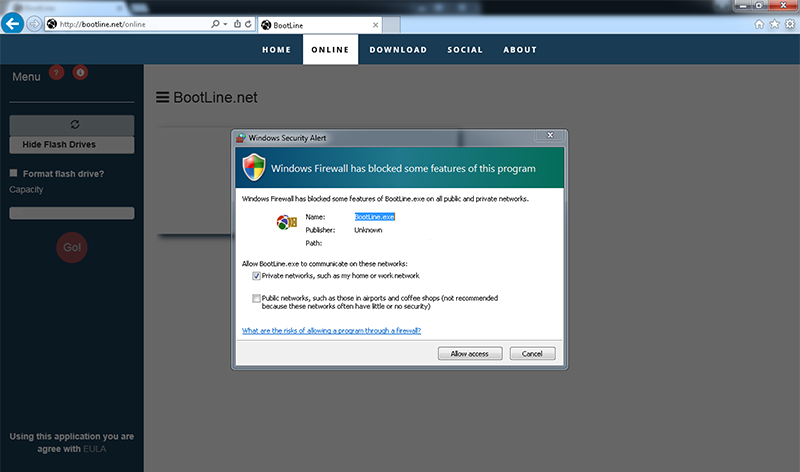 http://bootline.net/online
BootLine
HOME ONLINE DOWNLOAD SOCIAL ABOUT
Menu
BootLine.net
Hide Flash Drives
Format flash drive?
Capacity
Go!
Using this application you are
agree with EULA
Windows Security Alert
Windows Firewall has blocked some features of this program
Windows Firewall has blocked some features of BootLine.exe on all public and private networks.
Name: BootLine.exe
Publisher: Unknown
Path:
Allow BootLine.exe to communicate on these networks:
Private networks, such as my home or work network
Public networks, such as those in airports and coffee shops (not recommended
because these networks often have little or no security)
What are the risks of allowing a program through a firewall?
Allow access Cancel